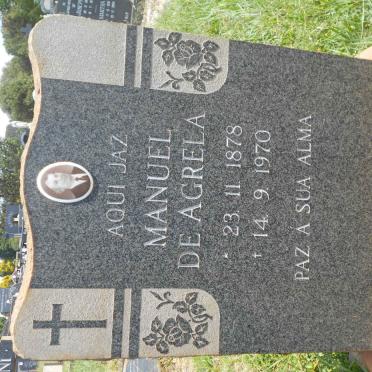 AQUI JAZ
MANUEL
DE AGRELA
* 23. 11. 1878
† 14. 9. 1970
PAZ Á SUA ALMA